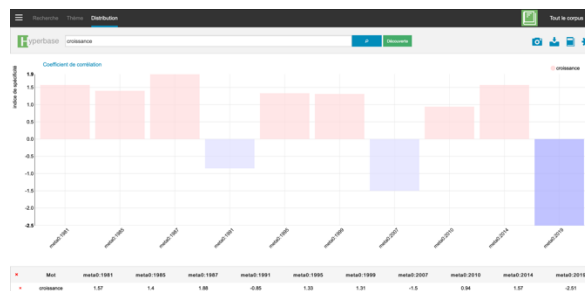 Recherche Thème Distribution Tout le corpus
Hyperbase croissance Découverte
Coefficient de corrélation
croissance
Indice de spécificité
1.9
1.5
1.0
0.5
0.0
-0.5
-1.0
-1.5
-2.0
-2.5
meta0:1981 meta0:1985 meta0:1987 meta0:1991 meta0:1995 meta0:1999 meta0:2007 meta0:2010 meta0:2014 meta0:2019
Mot meta0:1981 meta0:1985 meta0:1987 meta0:1991 meta0:1995 meta0:1999 meta0:2007 meta0:2010 meta0:2014 meta0:2019
croissance 1.57 1.4 1.88 -0.85 1.33 1.31 -1.5 0.94 1.57 -2.51